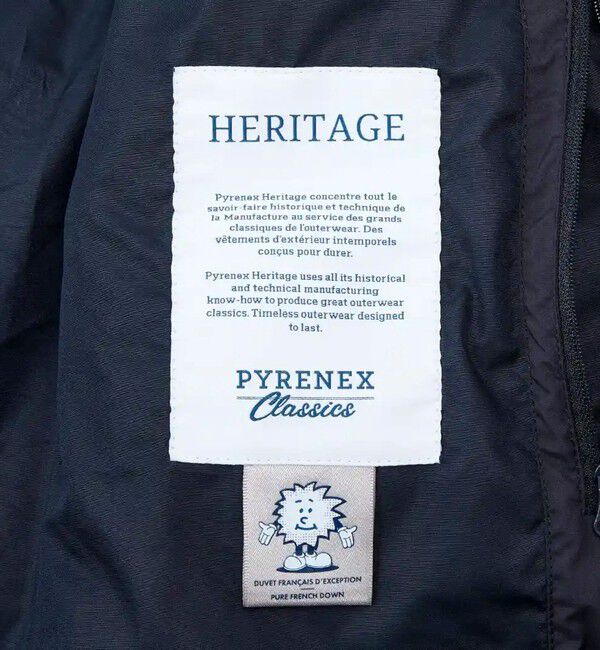 HERITAGE
Pyrenex Heritage concentre tout le
savoir-faire historique et technique de
la Manufacture au service des grands
classiques de l'outerwear. Des
vêtements d'extérieur intemporels
conçus pour durer.
Pyrenex Heritage uses all its historical
and technical manufacturing
know-how to produce great outerwear
classics. Timeless outerwear designed
to last.
PYRENEX
Classics
DUVET FRANÇAIS D'EXCEPTION
PURE FRENCH DOWN